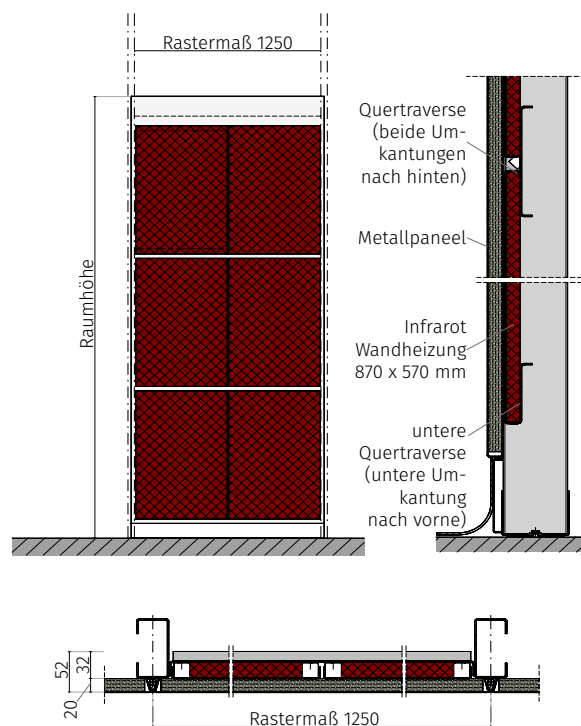 Rastermaß 1250
Raumhöhe
Quertraverse
(beide Um-
kantungen
nach hinten)
Metallpaneel
Infrarot
Wandheizung
870 x 570 mm
untere
Quertraverse
(untere Um-
kantung
nach vorne)
52
32
20
Rastermaß 1250